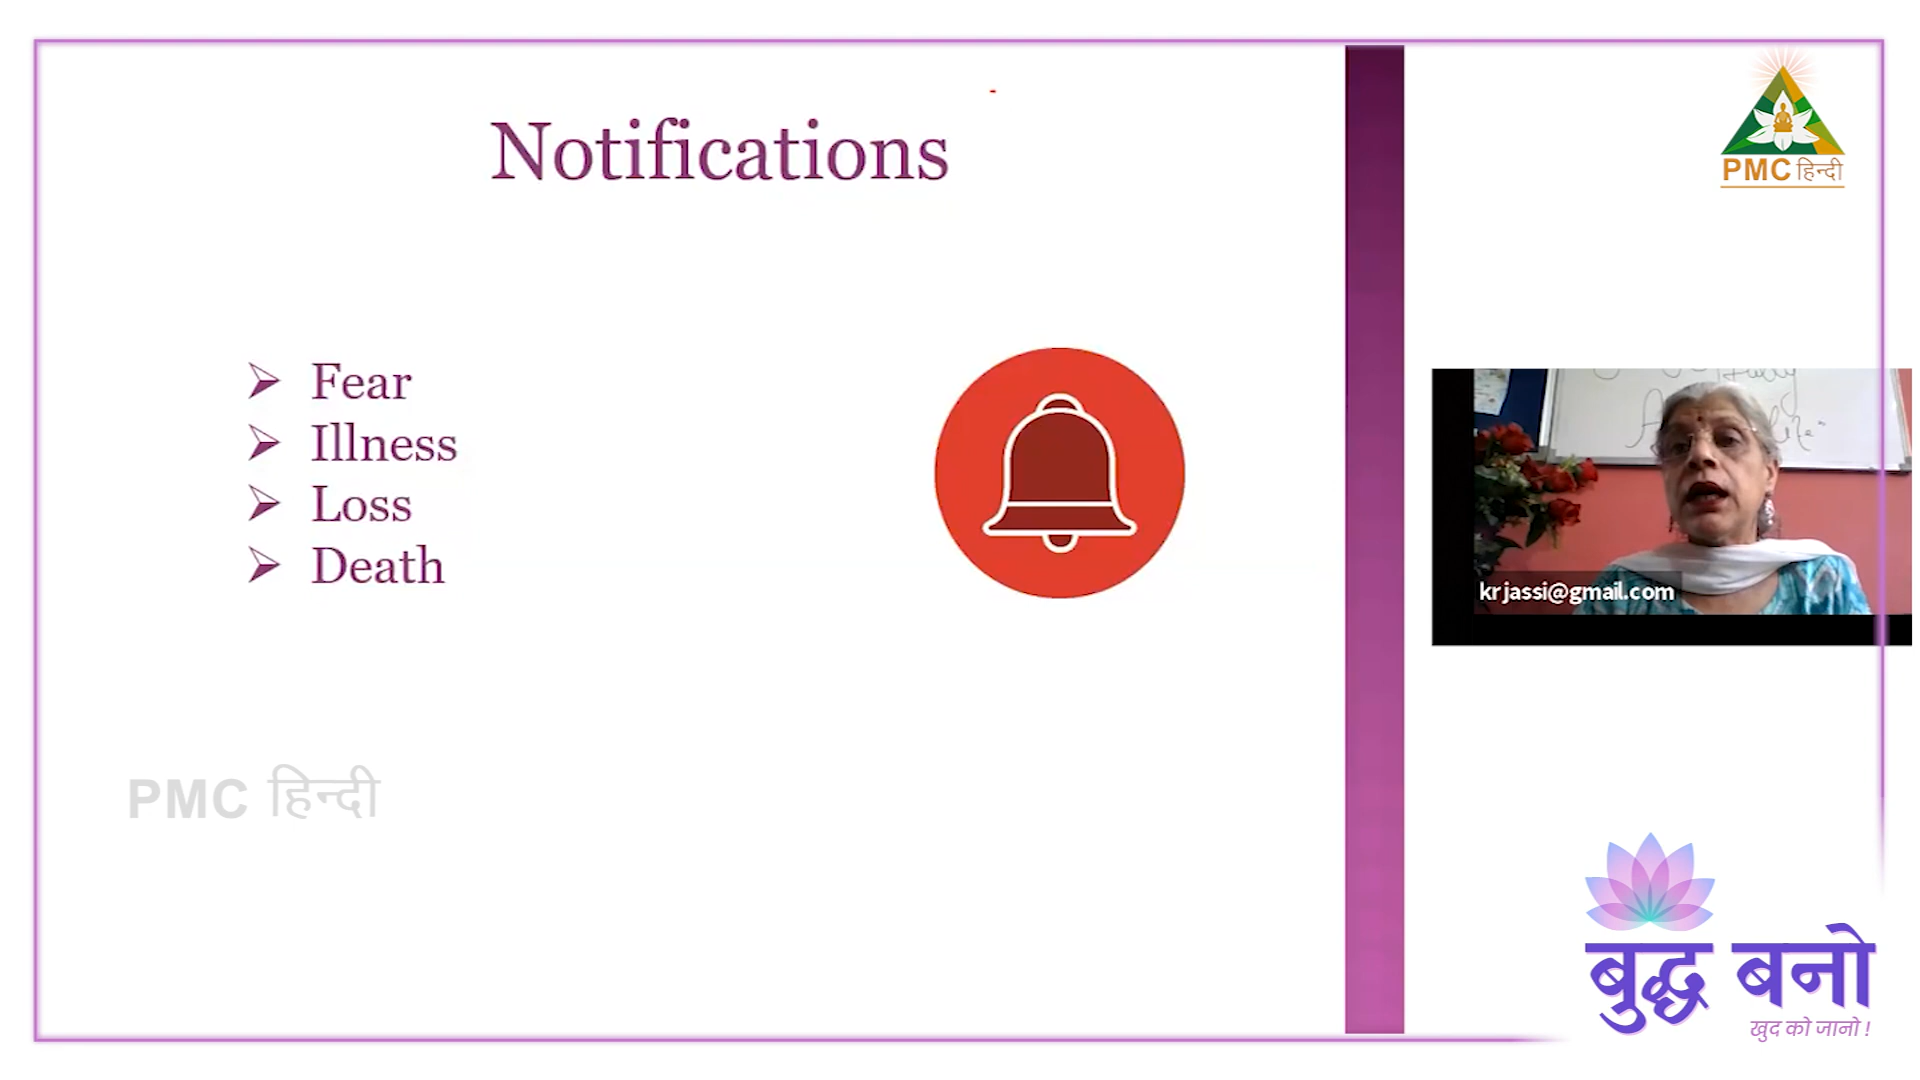 Notifications
PMC हिन्दी
Fear
Illness
Loss
Death
krjassi@gmail.com
PMC हिन्दी
बुद्ध बनो
खुद को जानो !